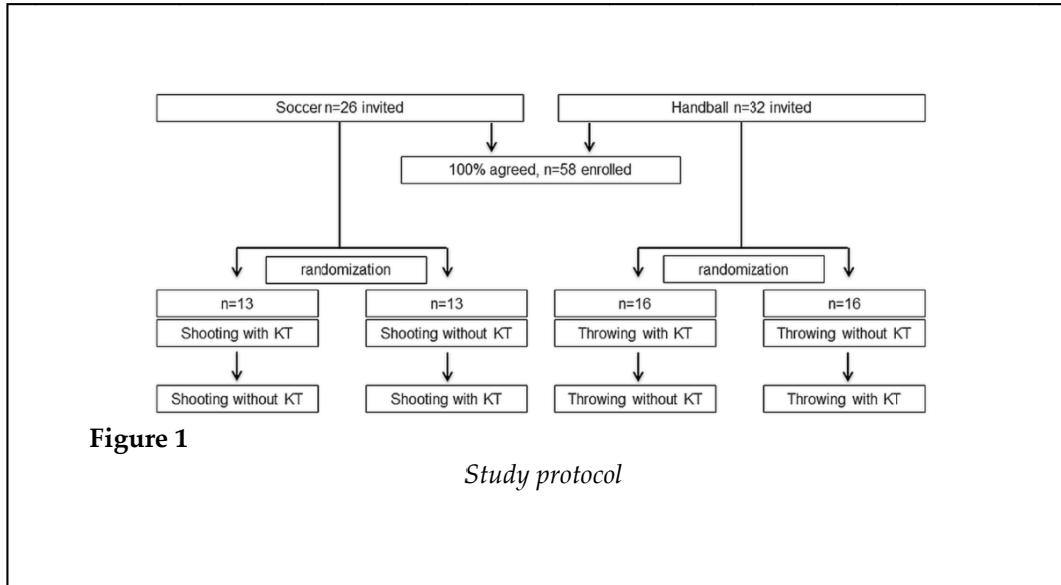 Soccer n=26 invited
Handball n=32 invited
100% agreed, n=58 enrolled
randomization
randomization
n=13
n=13
n=16
n=16
Shooting with KT
Shooting without KT
Throwing with KT
Throwing without KT
Shooting without KT
Shooting with KT
Throwing without KT
Throwing with KT
Figure 1
Study protocol